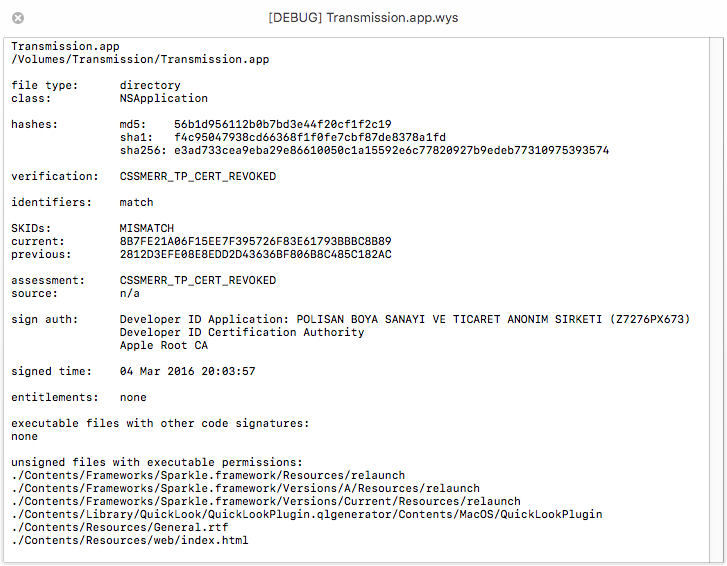 [DEBUG] Transmission.app.wys
Transmission.app
/Volumes/Transmission/Transmission.app
file type: directory
class: NSApplication
hashes: md5: 56b1d956112b0b7bd3e44f20cf1f2c19
sha1: f4c95047938cd66368f1f0fe7cbf87de8378a1fd
sha256: e3ad733cea9eba29e86610050c1a15592e6c77820927b9edeb77310975393574
verification: CSSMERR_TP_CERT_REVOKED
identifiers: match
SKIDs: MISMATCH
current: 8B7FE21A06F15EE7F395726F83E61793BBBC8B89
previous: 2812D3EFE08E8EDD2D43636BF806B8C485C182AC
assessment: CSSMERR_TP_CERT_REVOKED
source: n/a
sign auth: Developer ID Application: POLISAN BOYA SANAYI VE TICARET ANONIM SIRKETI (Z7276PX673)
Developer ID Certification Authority
Apple Root CA
signed time: 04 Mar 2016 20:03:57
entitlements: none
executable files with other code signatures:
none
unsigned files with executable permissions:
./Contents/Frameworks/Sparkle.framework/Resources/relaunch
./Contents/Frameworks/Sparkle.framework/Versions/A/Resources/relaunch
./Contents/Frameworks/Sparkle.framework/Versions/Current/Resources/relaunch
./Contents/Library/QuickLook/QuickLookPlugin.qlgenerator/Contents/MacOS/QuickLookPlugin
./Contents/Resources/General.rtf
./Contents/Resources/web/index.html